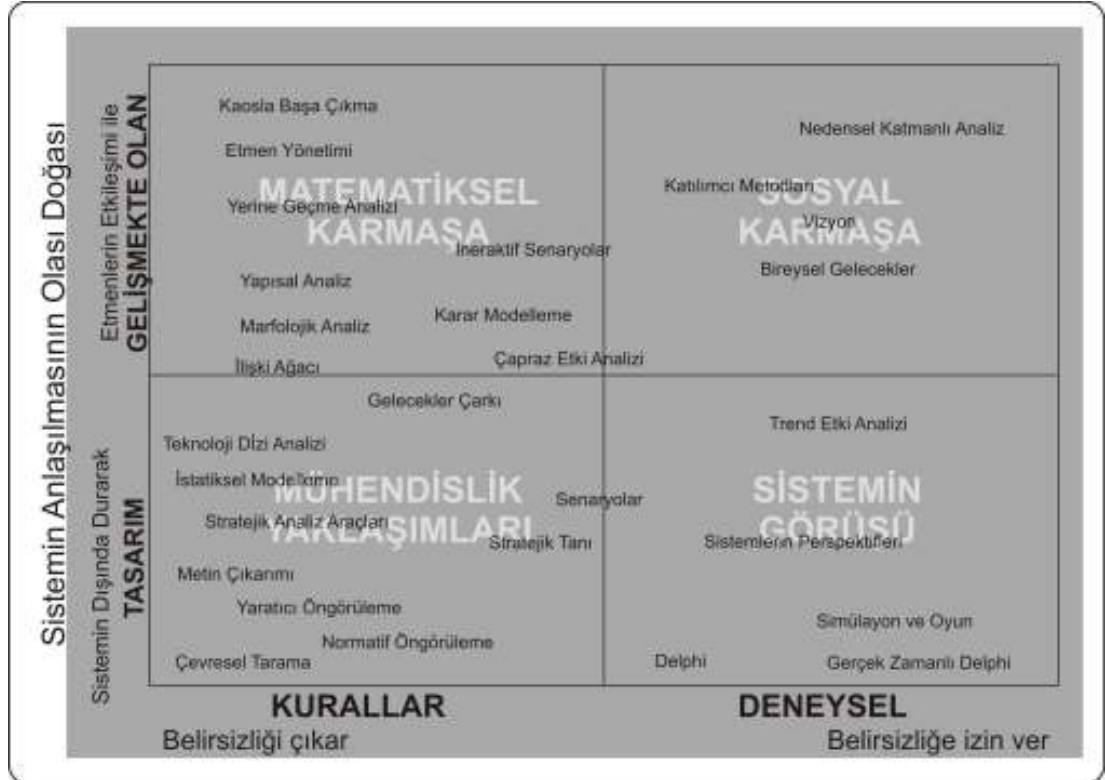 Sistemin Anlaşılmasının Olası Doğası
Etmenlerin Etkileşimi ile
GELİŞMEKTE OLAN
Sistemin Dışında Durarak
TASARIM
MATEMATİKSEL
KARMAŞA
Kaosla Başa Çıkma
Etmen Yönetimi
Yerine Geçme Analizi
İneraktif Senaryolar
Yapısal Analiz
Karar Modelleme
Marfolojik Analiz
Çapraz Etki Analizi
İlişki Ağacı
SOSYAL
KARMAŞA
Nedensel Katmanlı Analiz
Katılımcı Metodları
Vizyon
Bireysel Gelecekler
MÜHENDİSLİK
YAKLAŞIMLARI
Gelecekler Çarkı
Teknoloji Dİzi Analizi
İstatiksel Modelleme
Senaryolar
Stratejik Analiz Araçları
Stratejik Tanı
Metin Çıkarımı
Yaratıcı Öngörüleme
Normatif Öngörüleme
Çevresel Tarama
SİSTEMİN
GÖRÜŞÜ
Trend Etki Analizi
Sistemlerin Perspektifleri
Simülayon ve Oyun
Delphi
Gerçek Zamanlı Delphi
KURALLAR
Belirsizliği çıkar
DENEYSEL
Belirsizliğe izin ver